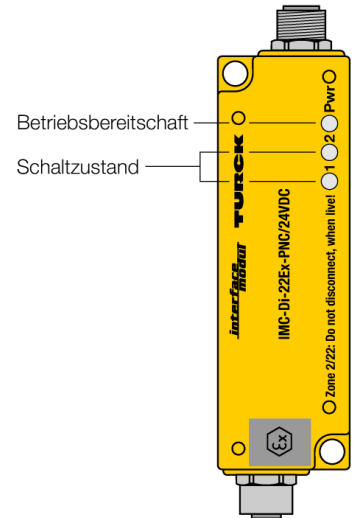 Betriebsbereitschaft
Schaltzustand
Pwr
2
1
TURCK
interface
modul
IMC-Di-22Ex-PNC/24VDC
Zone 2/22: Do not disconnect, when live!
Ex